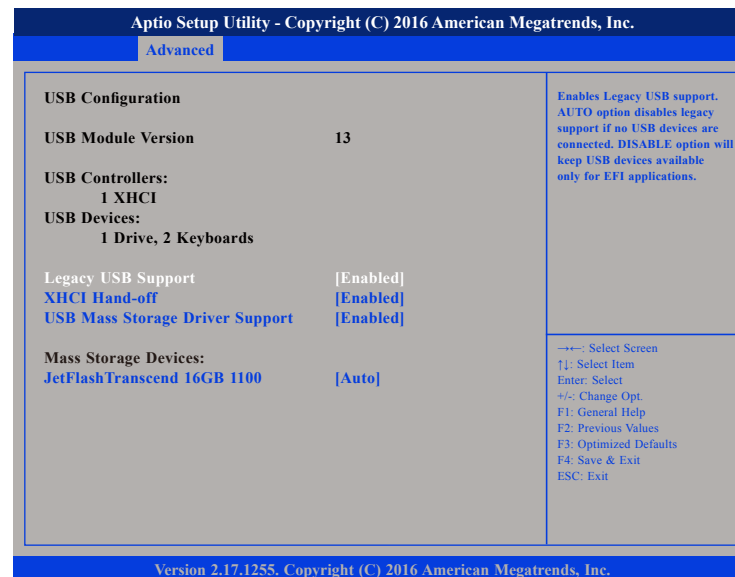 Aptio Setup Utility - Copyright (C) 2016 American Megatrends, Inc.
Advanced
USB Configuration
USB Module Version 13
USB Controllers:
1 XHCI
USB Devices:
1 Drive, 2 Keyboards
Legacy USB Support [Enabled]
XHCI Hand-off [Enabled]
USB Mass Storage Driver Support [Enabled]
Mass Storage Devices:
JetFlashTranscend 16GB 1100 [Auto]
Enables Legacy USB support.
AUTO option disables legacy
support if no USB devices are
connected. DISABLE option will
keep USB devices available
only for EFI applications.
→←: Select Screen
↑↓: Select Item
Enter: Select
+/-: Change Opt.
F1: General Help
F2: Previous Values
F3: Optimized Defaults
F4: Save & Exit
ESC: Exit
Version 2.17.1255. Copyright (C) 2016 American Megatrends, Inc.